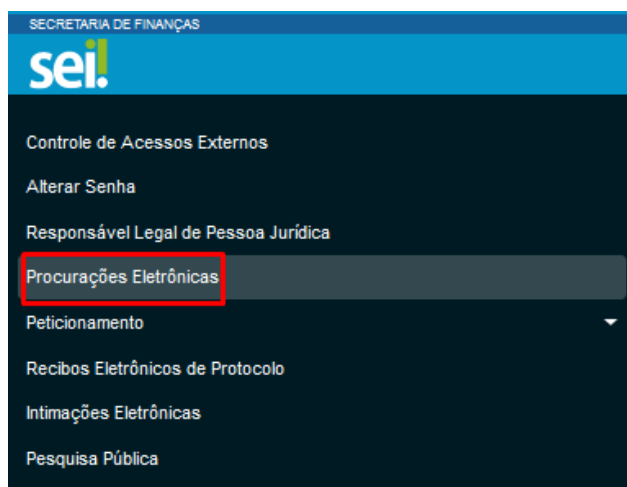 SECRETARIA DE FINANÇAS
sei!
Controle de Acessos Externos
Alterar Senha
Responsável Legal de Pessoa Jurídica
Procurações Eletrônicas
Peticionamento
Recibos Eletrônicos de Protocolo
Intimações Eletrônicas
Pesquisa Pública